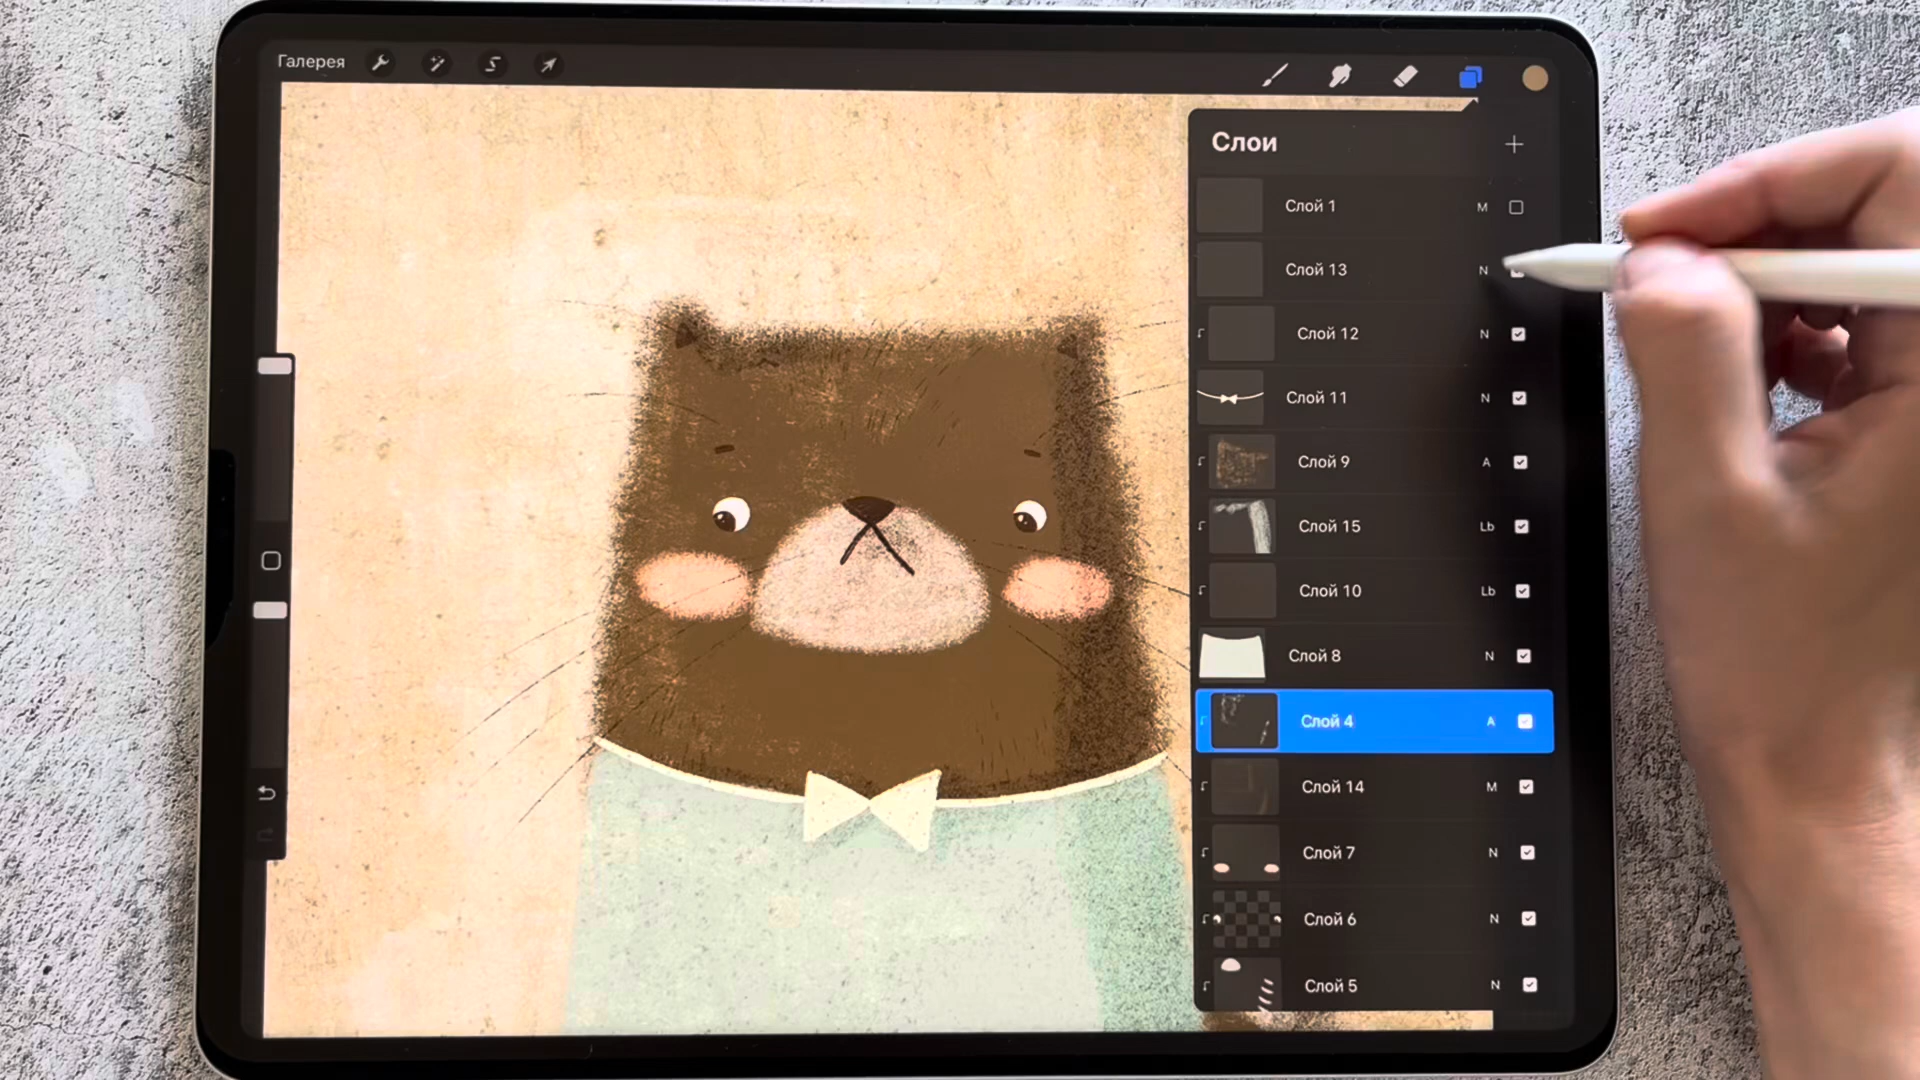 Галерея
Слои
Слой 1 M
Слой 13 N
Слой 12 N
Слой 11 N
Слой 9 A
Слой 15 Lb
Слой 10 Lb
Слой 8 N
Слой 4 A
Слой 14 M
Слой 7 N
Слой 6 N
Слой 5 N